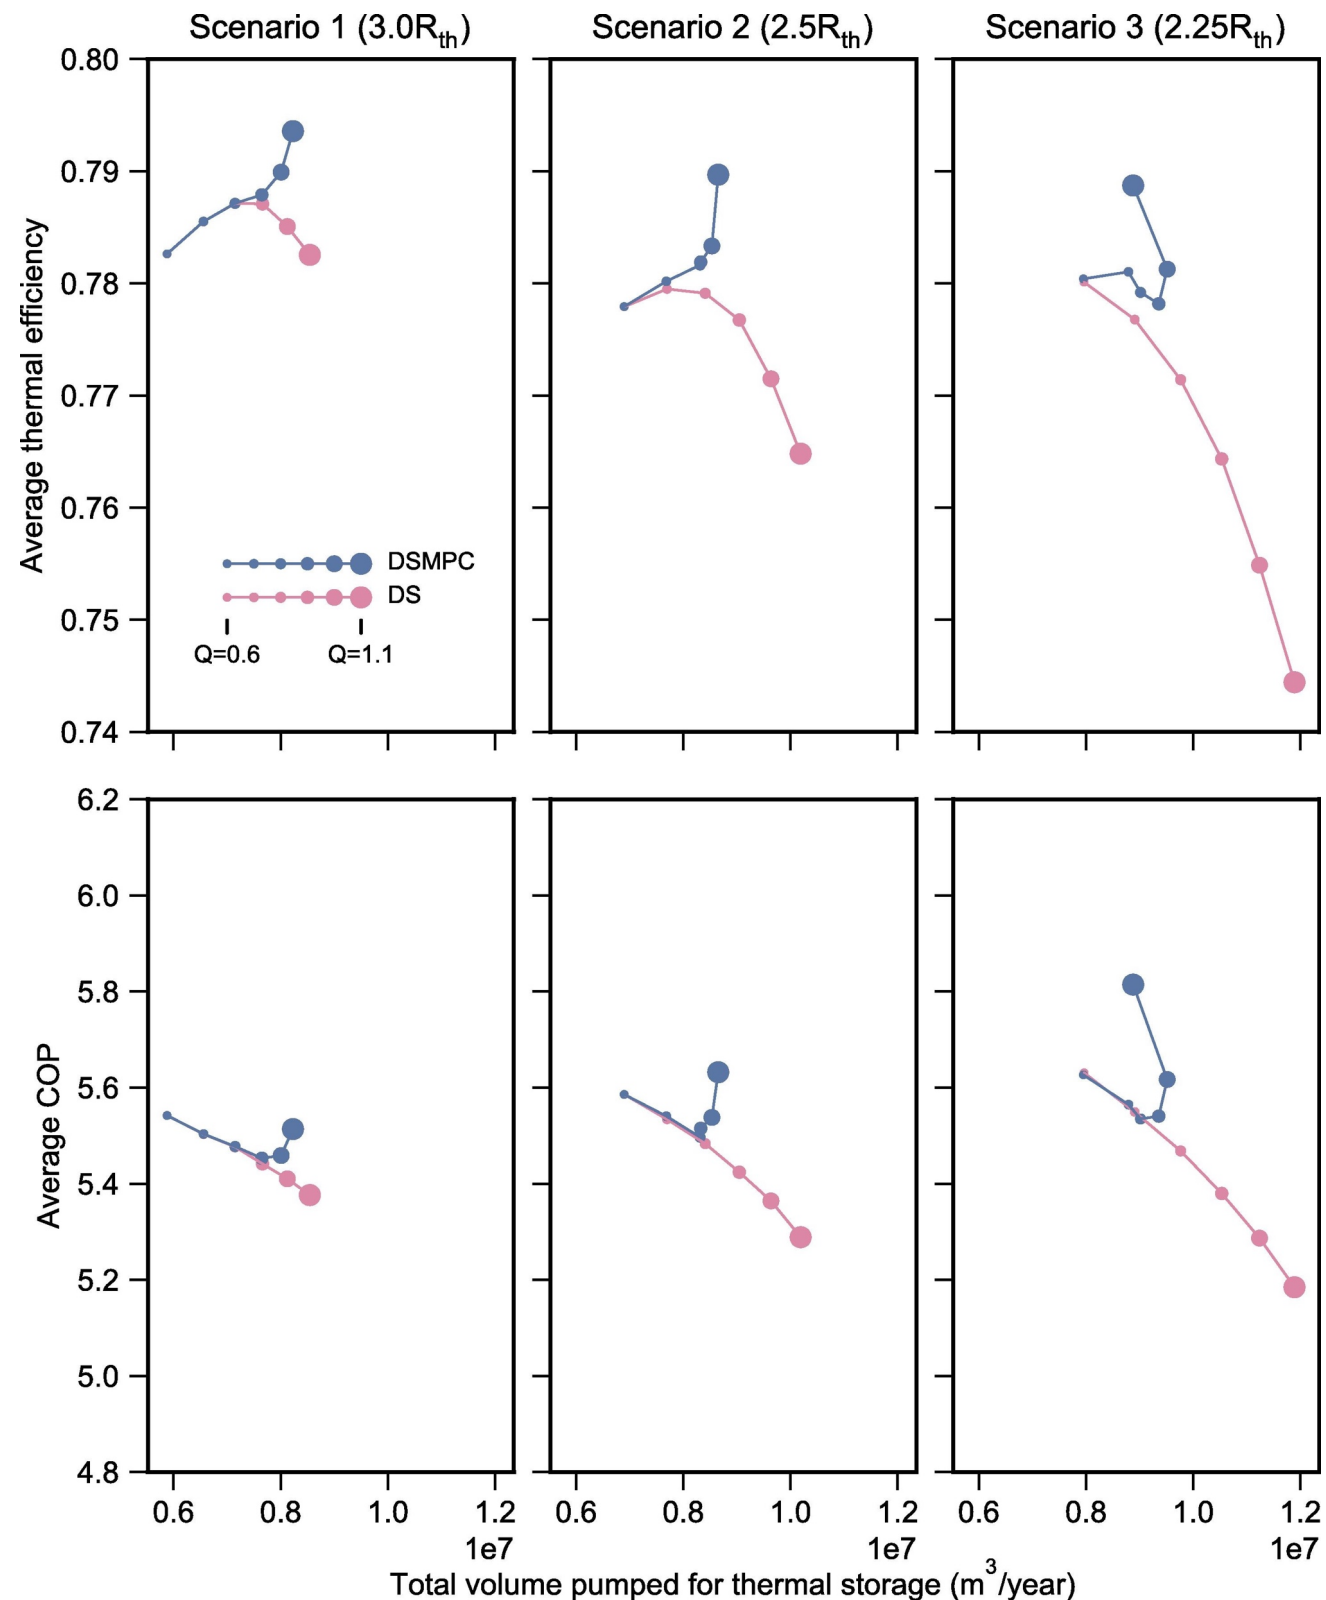 Scenario 1 (3.0Rth)
Scenario 2 (2.5Rth)
Scenario 3 (2.25Rth)
Average thermal efficiency
0.80
0.79
0.78
0.77
0.76
0.75
0.74
DSMPC
DS
Q=0.6
Q=1.1
Average COP
6.2
6.0
5.8
5.6
5.4
5.2
5.0
4.8
0.6 0.8 1.0 1.2
1e7
0.6 0.8 1.0 1.2
1e7
0.6 0.8 1.0 1.2
1e7
Total volume pumped for thermal storage (m³/year)